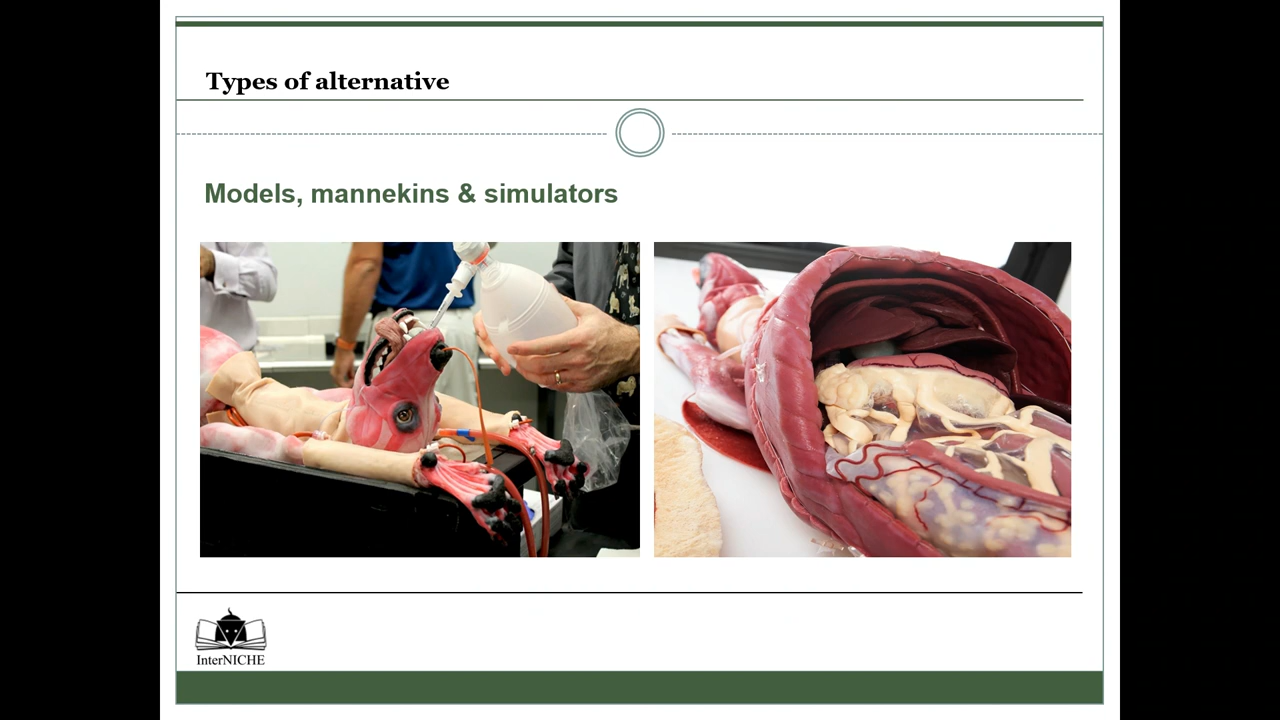 Types of alternative
Models, mannekins & simulators
InterNICHE